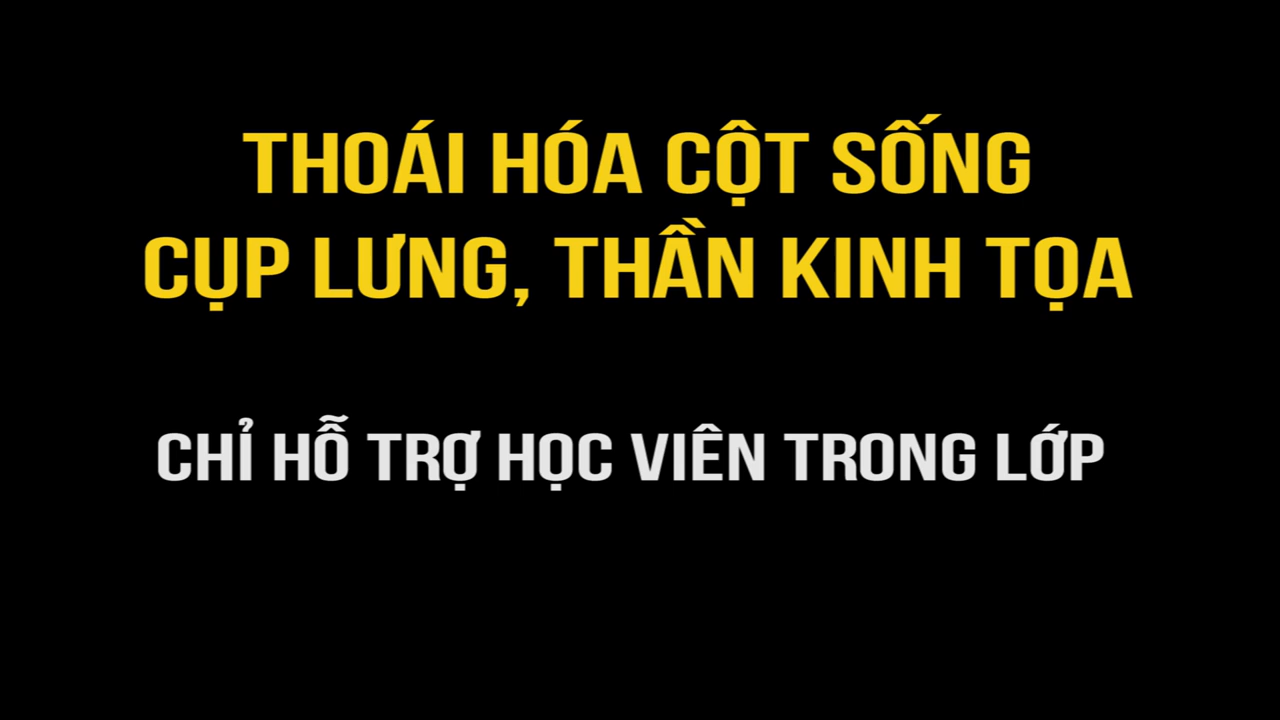 THOÁI HÓA CỘT SỐNG
CỤP LƯNG, THẦN KINH TỌA
CHỈ HỖ TRỢ HỌC VIÊN TRONG LỚP